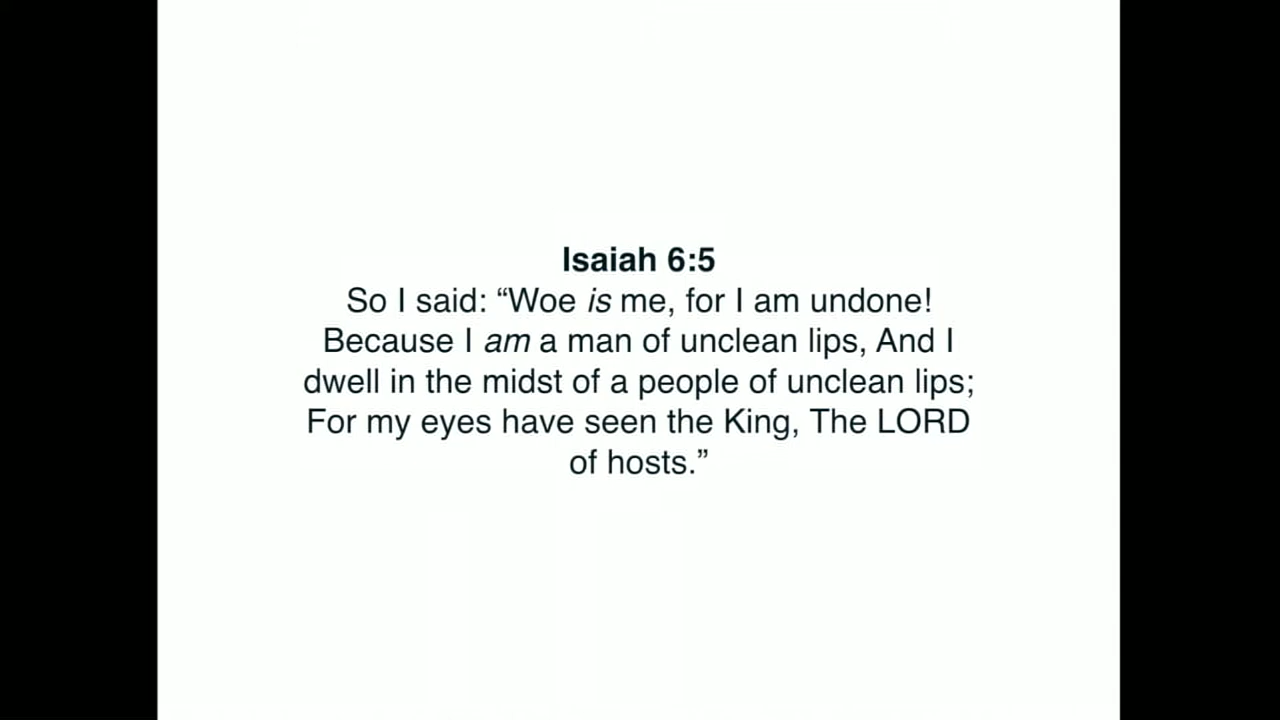 Isaiah 6:5
So I said: “Woe is me, for I am undone!
Because I am a man of unclean lips, And I
dwell in the midst of a people of unclean lips;
For my eyes have seen the King, The LORD
of hosts.”